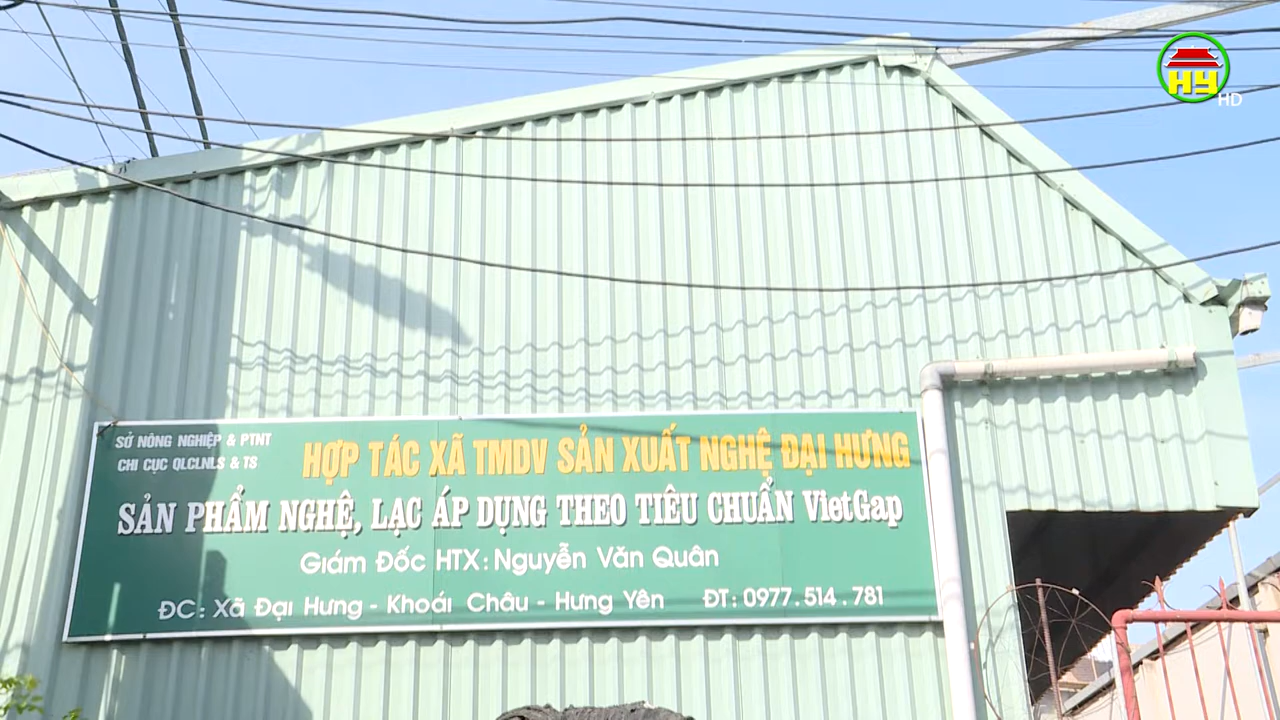 HY
HD
SỞ NÔNG NGHIỆP & PTNT
CHI CỤC QLCLNLS & TS
HỢP TÁC XÃ TMDV SẢN XUẤT NGHỆ ĐẠI HƯNG
SẢN PHẨM NGHỆ, LẠC ÁP DỤNG THEO TIÊU CHUẨN VietGap
Giám Đốc HTX: Nguyễn Văn Quân
ĐC: Xã Đại Hưng - Khoái Châu - Hưng Yên ĐT: 0977.514.781